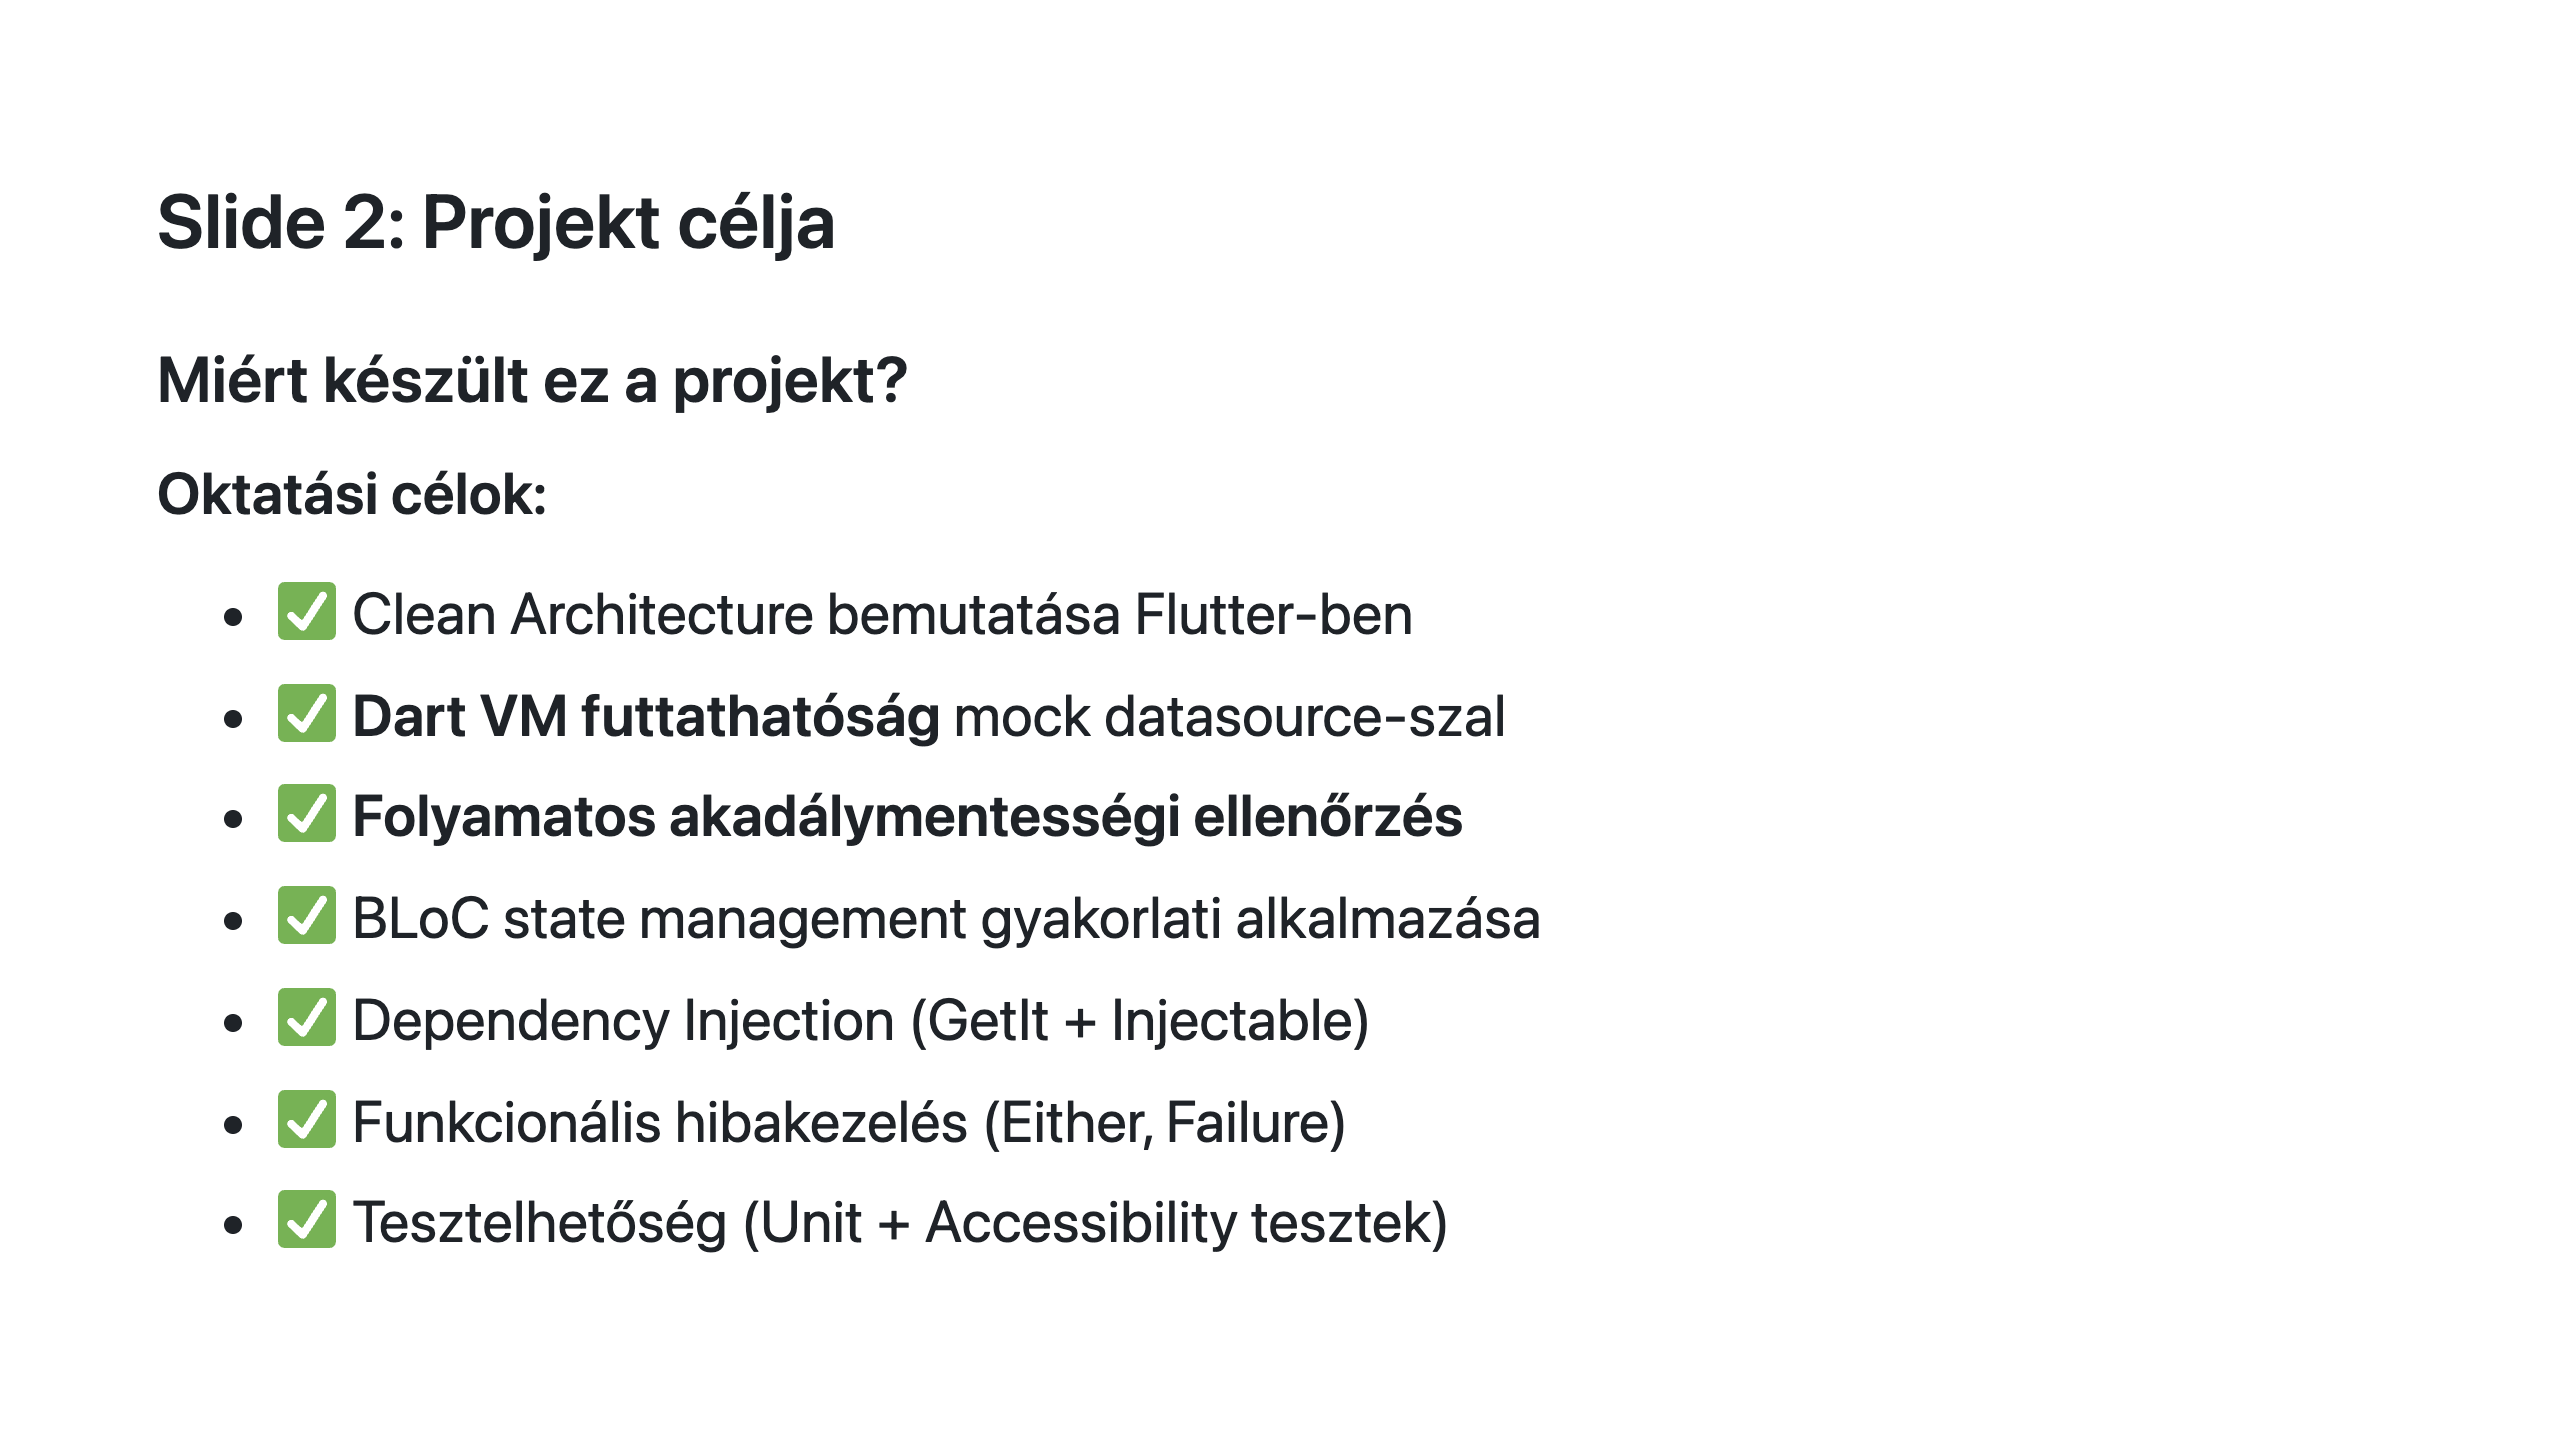 Slide 2: Projekt célja
Miért készült ez a projekt?
Oktatási célok:
• ✅ Clean Architecture bemutatása Flutter-ben
• ✅ Dart VM futtathatóság mock datasource-szal
• ✅ Folyamatos akadálymentességi ellenőrzés
• ✅ BLoC state management gyakorlati alkalmazása
• ✅ Dependency Injection (GetIt + Injectable)
• ✅ Funkcionális hibakezelés (Either, Failure)
• ✅ Tesztelhetőség (Unit + Accessibility tesztek)